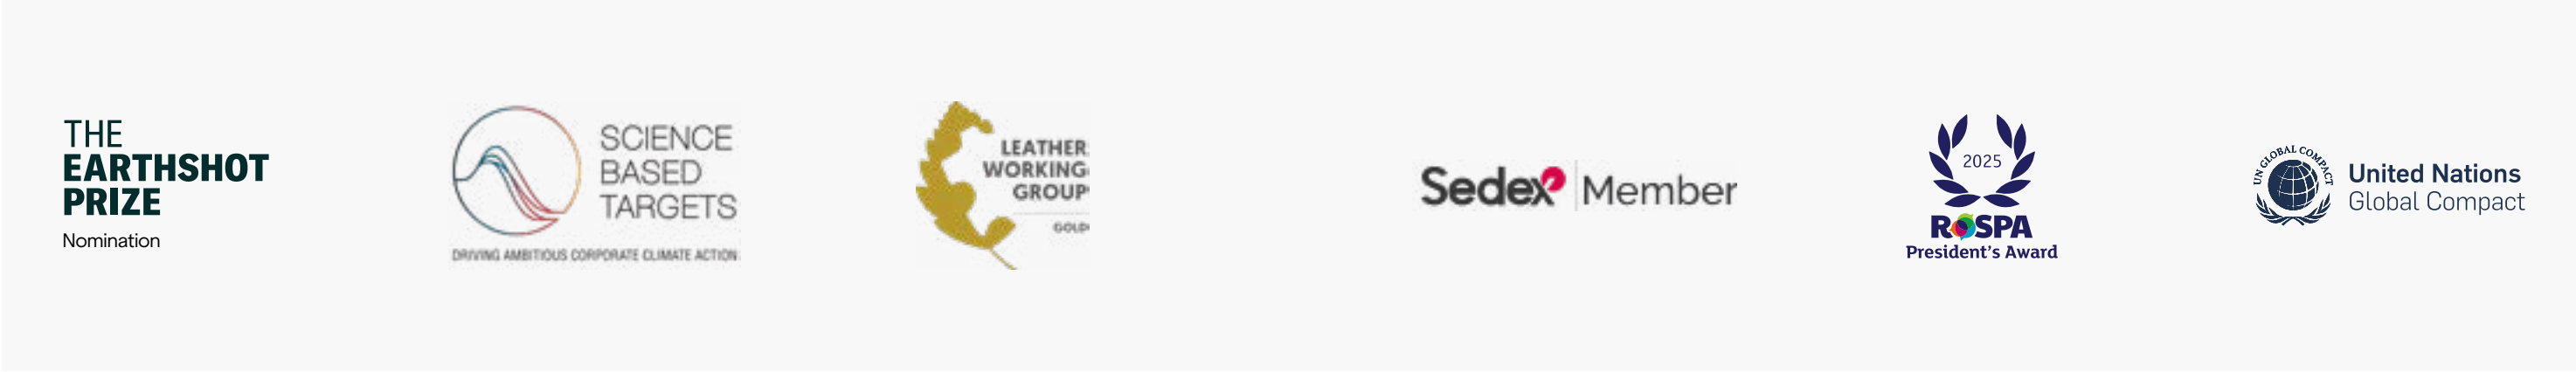 THE
EARTHSHOT
PRIZE
Nomination
SCIENCE
BASED
TARGETS
DRIVING AMBITIOUS CORPORATE CLIMATE ACTION
LEATHER
WORKING
GROUP
GOLD
Sedex Member
2025
RoSPA
President's Award
UN GLOBAL COMPACT
United Nations
Global Compact